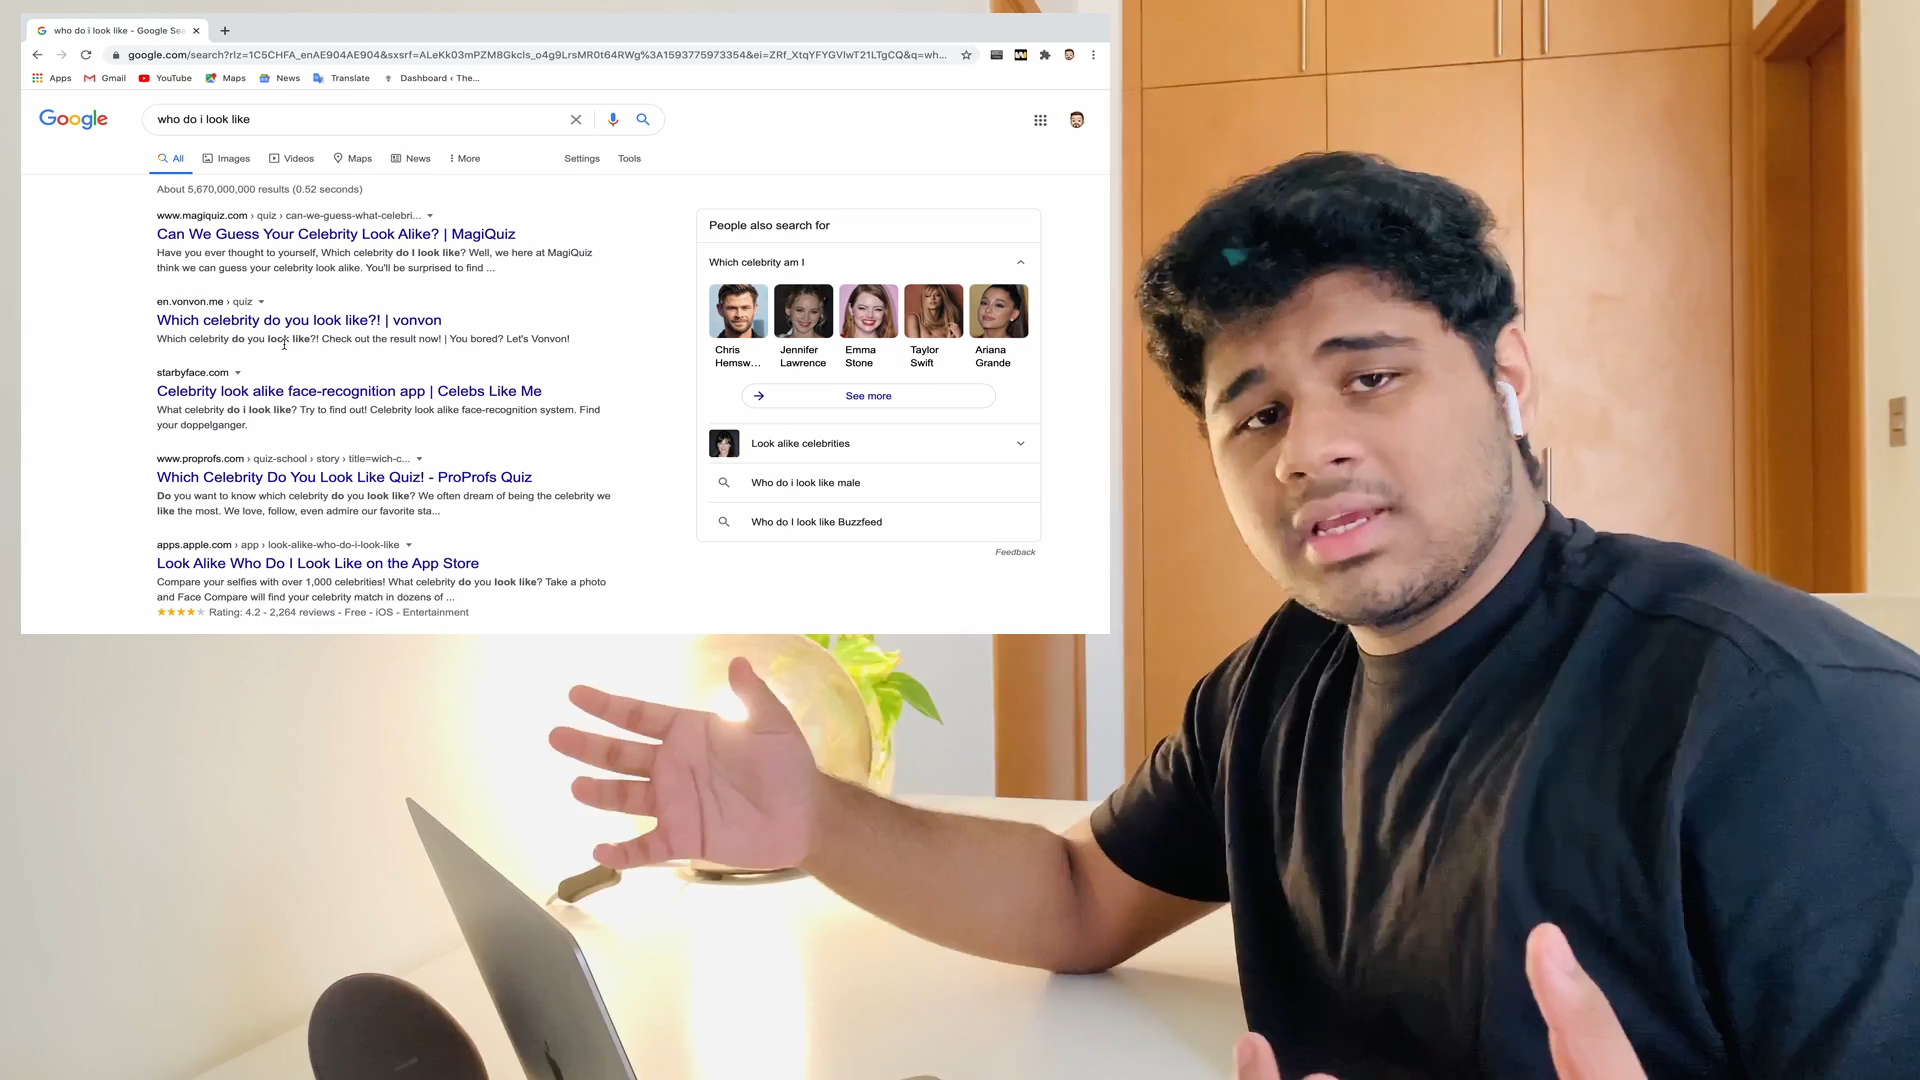 who do i look like - Google Sea
google.com/search?rlz=1C5CHFA_enAE904AE904&sxsrf=ALeKk03mPZM8Gkcls_o4g9LrsMR0t64RWg%3A1593775973354&ei=ZRf_XtqYFYGVlwT21LTgCQ&q=wh...
Apps Gmail YouTube Maps News Translate Dashboard ‹ The...
Google
who do i look like
All Images Videos Maps News More Settings Tools
About 5,670,000,000 results (0.52 seconds)
www.magiquiz.com › quiz › can-we-guess-what-celebri...
Can We Guess Your Celebrity Look Alike? | MagiQuiz
Have you ever thought to yourself, Which celebrity do I look like? Well, we here at MagiQuiz
think we can guess your celebrity look alike. You'll be surprised to find ...
en.vonvon.me › quiz
Which celebrity do you look like?! | vonvon
Which celebrity do you look like?! Check out the result now! | You bored? Let's Vonvon!
starbyface.com
Celebrity look alike face-recognition app | Celebs Like Me
What celebrity do i look like? Try to find out! Celebrity look alike face-recognition system. Find
your doppelganger.
www.proprofs.com › quiz-school › story › title=wich-c...
Which Celebrity Do You Look Like Quiz! - ProProfs Quiz
Do you want to know which celebrity do you look like? We often dream of being the celebrity we
like the most. We love, follow, even admire our favorite sta...
apps.apple.com › app › look-alike-who-do-i-look-like
Look Alike Who Do I Look Like on the App Store
Compare your selfies with over 1,000 celebrities! What celebrity do you look like? Take a photo
and Face Compare will find your celebrity match in dozens of ...
Rating: 4.2 - 2,264 reviews - Free - iOS - Entertainment
People also search for
Which celebrity am I
Chris Jennifer Emma Taylor Ariana
Hemsw... Lawrence Stone Swift Grande
See more
Look alike celebrities
Who do i look like male
Who do I look like Buzzfeed
Feedback